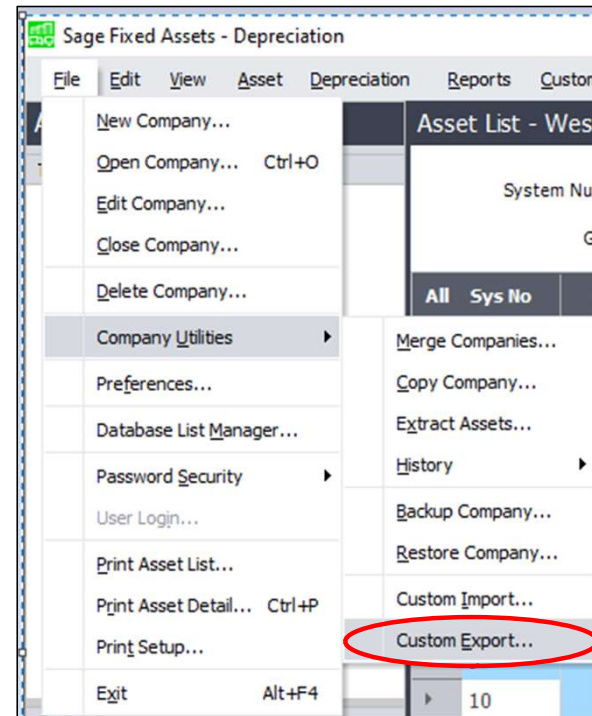 Sage Fixed Assets - Depreciation
File Edit View Asset Depreciation Reports Custom
Asset List - Wes
System Nu
G
All Sys No
New Company...
Open Company... Ctrl+O
Edit Company...
Close Company...
Delete Company...
Company Utilities
Preferences...
Database List Manager...
Password Security
User Login...
Print Asset List...
Print Asset Detail... Ctrl+P
Print Setup...
Exit Alt+F4
Merge Companies...
Copy Company...
Extract Assets...
History
Backup Company...
Restore Company...
Custom Import...
Custom Export...
10